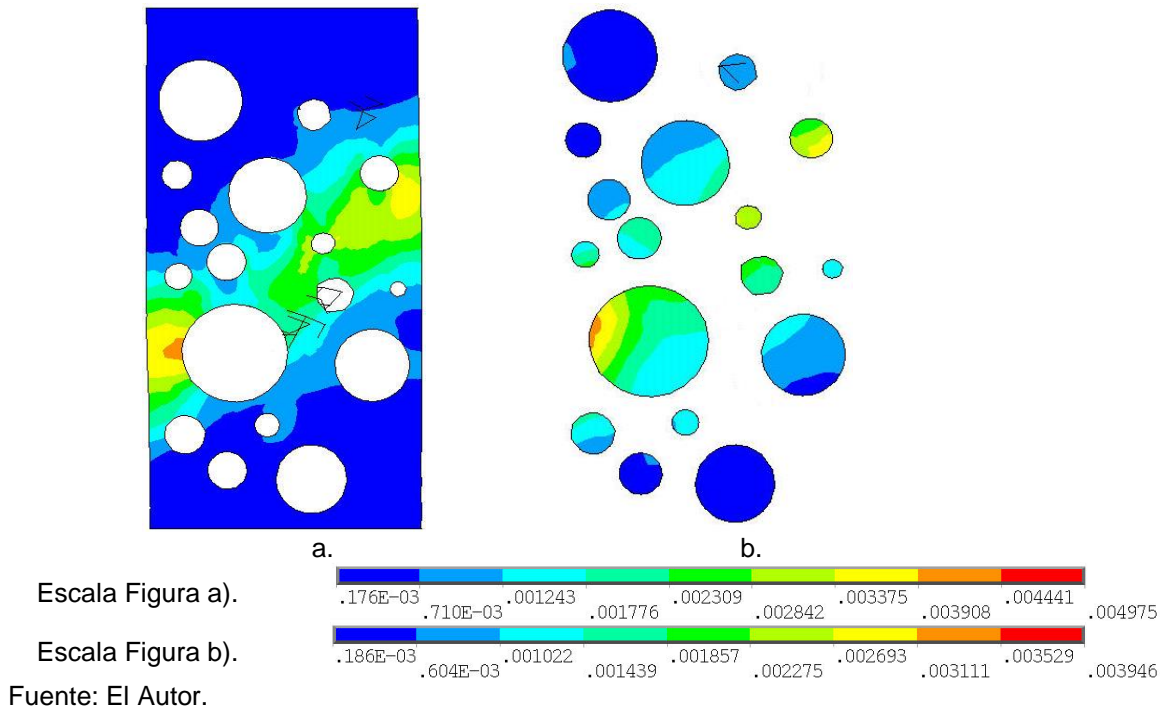 a.
b.
Escala Figura a).
.176E-03
.710E-03
.001243
.001776
.002309
.002842
.003375
.003908
.004441
.004975
Escala Figura b).
.186E-03
.604E-03
.001022
.001439
.001857
.002275
.002693
.003111
.003529
.003946
Fuente: El Autor.